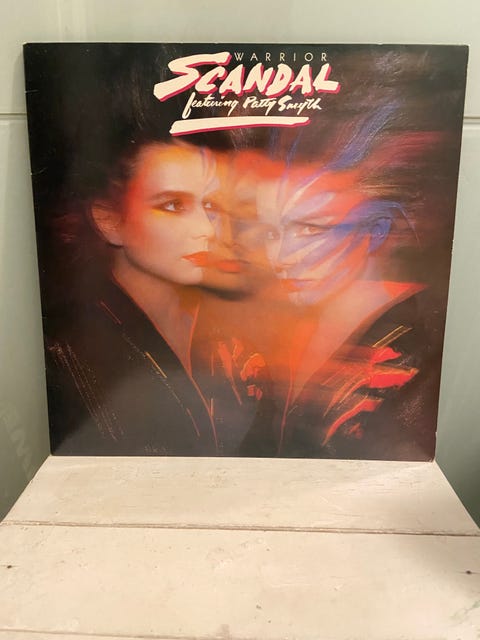 WARRIOR
SCANDAL
featuring Patty Smyth